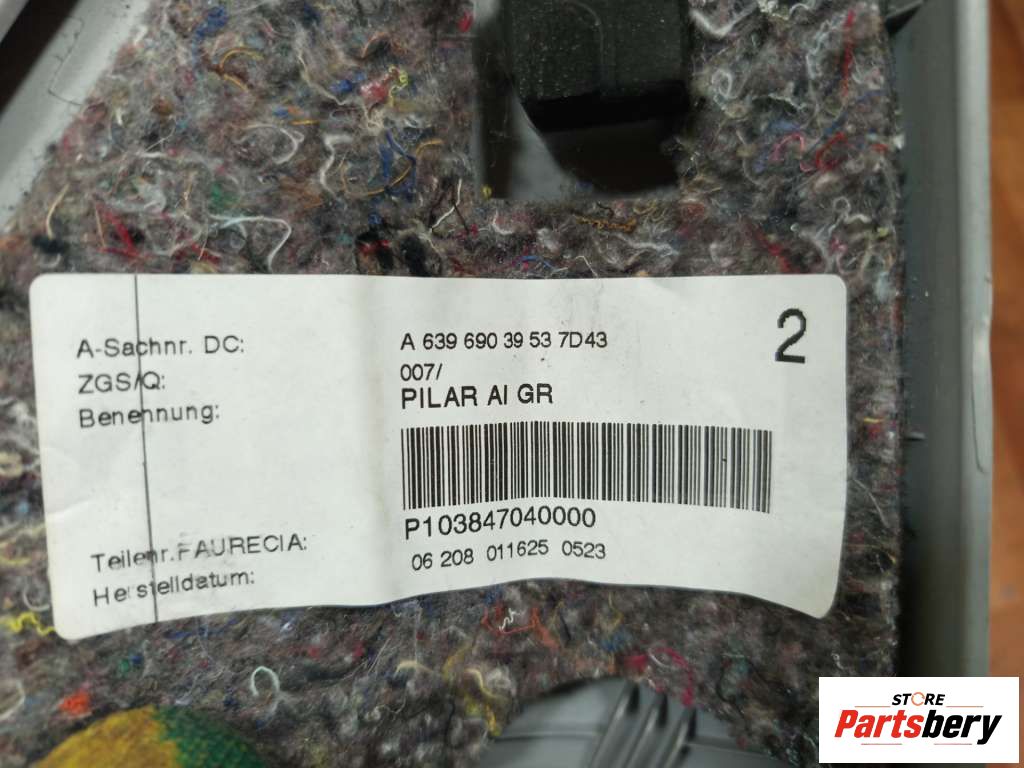 A-Sachnr. DC: A 639 690 39 53 7D43
2
ZGS/Q: 007/
Benennung: PILAR AI GR
Teilenr.FAURECIA: P103847040000
Herstelldatum: 06 208 011625 0523
STORE
Partsbery